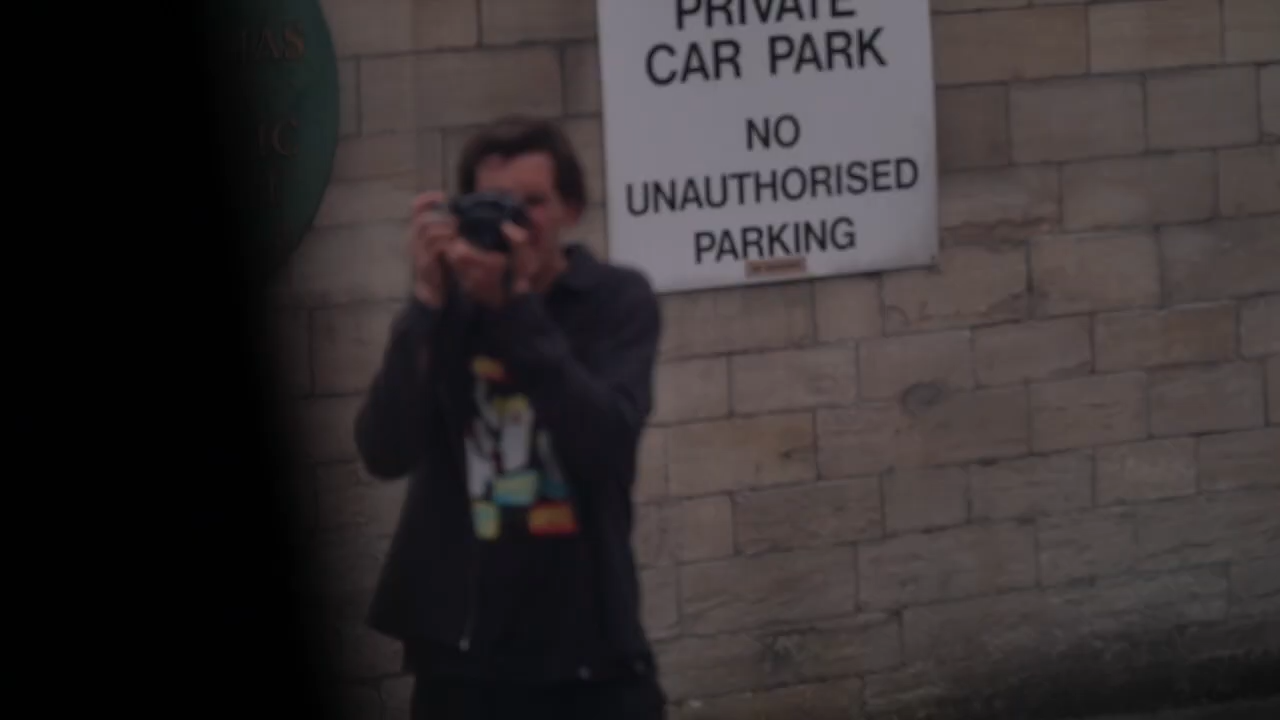 PRIVATE
CAR PARK
NO
UNAUTHORISED
PARKING